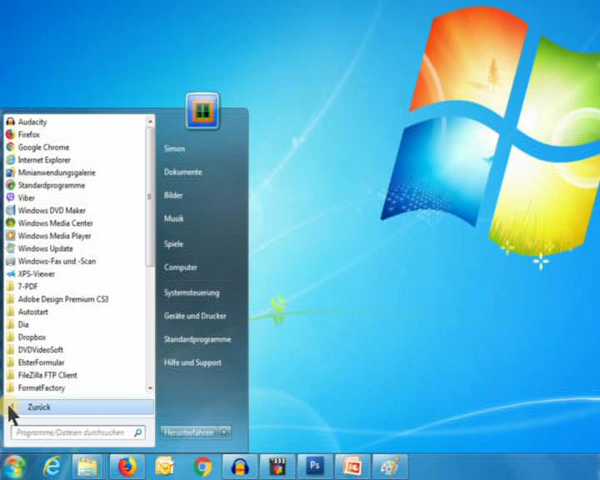 Audacity
Firefox
Google Chrome
Internet Explorer
Minianwendungsgalerie
Standardprogramme
Viber
Windows DVD Maker
Windows Media Center
Windows Media Player
Windows Update
Windows-Fax und -Scan
XPS-Viewer
7-PDF
Adobe Design Premium CS3
Autostart
Dia
Dropbox
DVDVideoSoft
ElsterFormular
FileZilla FTP Client
FormatFactory
Zurück
Programme/Dateien durchsuchen
Simon
Dokumente
Bilder
Musik
Spiele
Computer
Systemsteuerung
Geräte und Drucker
Standardprogramme
Hilfe und Support
Herunterfahren
Ps